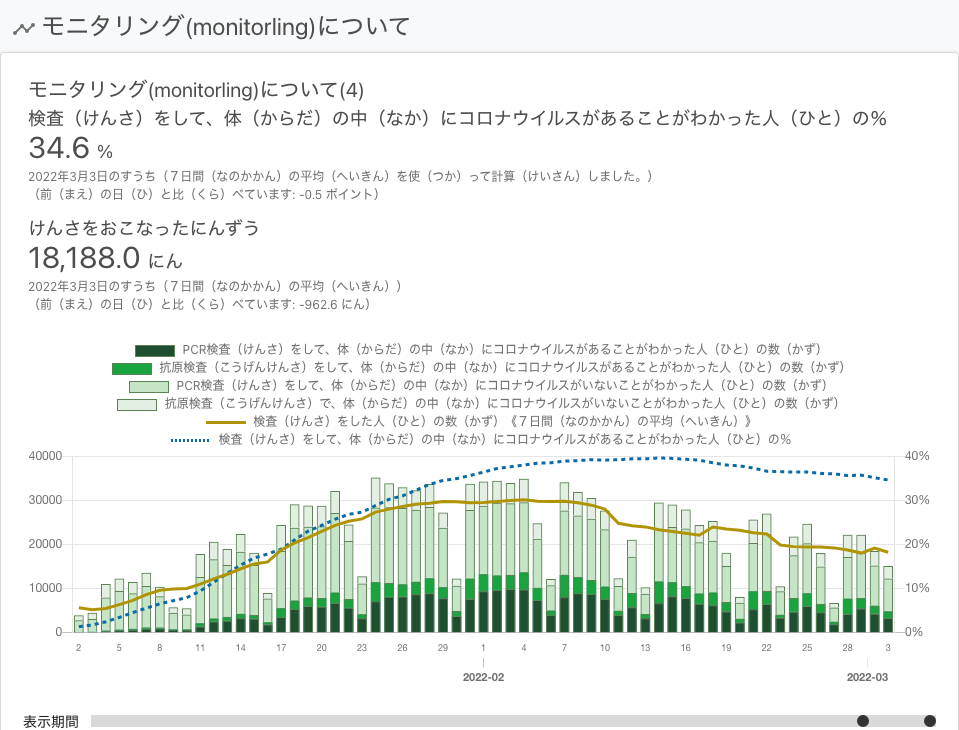 モニタリング(monitorling)について
モニタリング(monitorling)について(4)
検査（けんさ）をして、体（からだ）の中（なか）にコロナウイルスがあることがわかった人（ひと）の%
34.6 %
2022年3月3日のすうち（７日間（なのかかん）の平均（へいきん）を使（つか）って計算（けいさん）しました。）
（前（まえ）の日（ひ）と比（くら）べています: -0.5 ポイント）
けんさをおこなったにんずう
18,188.0 にん
2022年3月3日のすうち（７日間（なのかかん）の平均（へいきん））
（前（まえ）の日（ひ）と比（くら）べています: -962.6 にん）
PCR検査（けんさ）をして、体（からだ）の中（なか）にコロナウイルスがあることがわかった人（ひと）の数（かず）
抗原検査（こうげんけんさ）をして、体（からだ）の中（なか）にコロナウイルスがあることがわかった人（ひと）の数（かず）
PCR検査（けんさ）をして、体（からだ）の中（なか）にコロナウイルスがいないことがわかった人（ひと）の数（かず）
抗原検査（こうげんけんさ）で、体（からだ）の中（なか）にコロナウイルスがいないことがわかった人（ひと）の数（かず）
検査（けんさ）をした人（ひと）の数（かず）《７日間（なのかかん）の平均（へいきん）》
検査（けんさ）をして、体（からだ）の中（なか）にコロナウイルスがあることがわかった人（ひと）の%
40000 40%
30000 30%
20000 20%
10000 10%
0 0%
2 5 8 11 14 17 20 23 26 29 1 4 7 10 13 16 19 22 25 28 3
2022-02 2022-03
表示期間